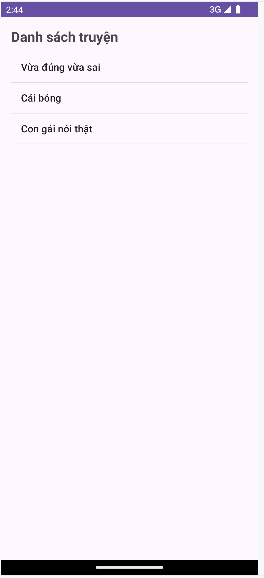 2:44 3G
Danh sách truyện
Vừa đúng vừa sai
Cái bóng
Con gái nói thật